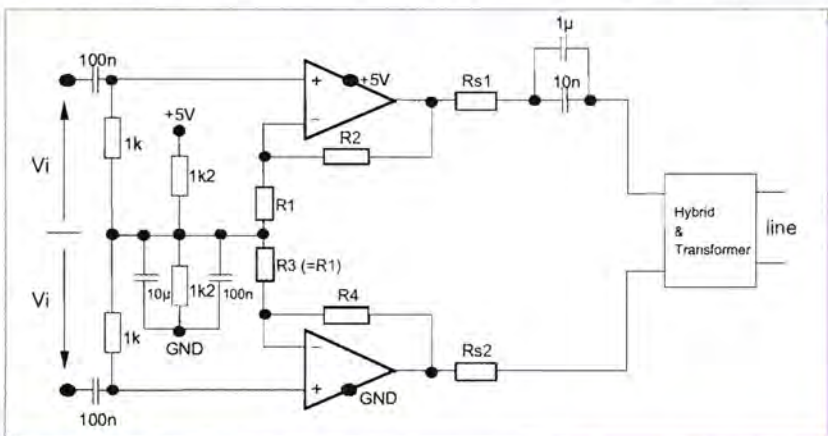 1µ
100n
+5V
Rs1
10n
+
+5V
1k
Vi
−
R2
1k2
R1
Hybrid
&
Transformer
line
R3 (=R1)
10µ
1k2
100n
Vi
R4
1k
GND
−
Rs2
+
GND
100n